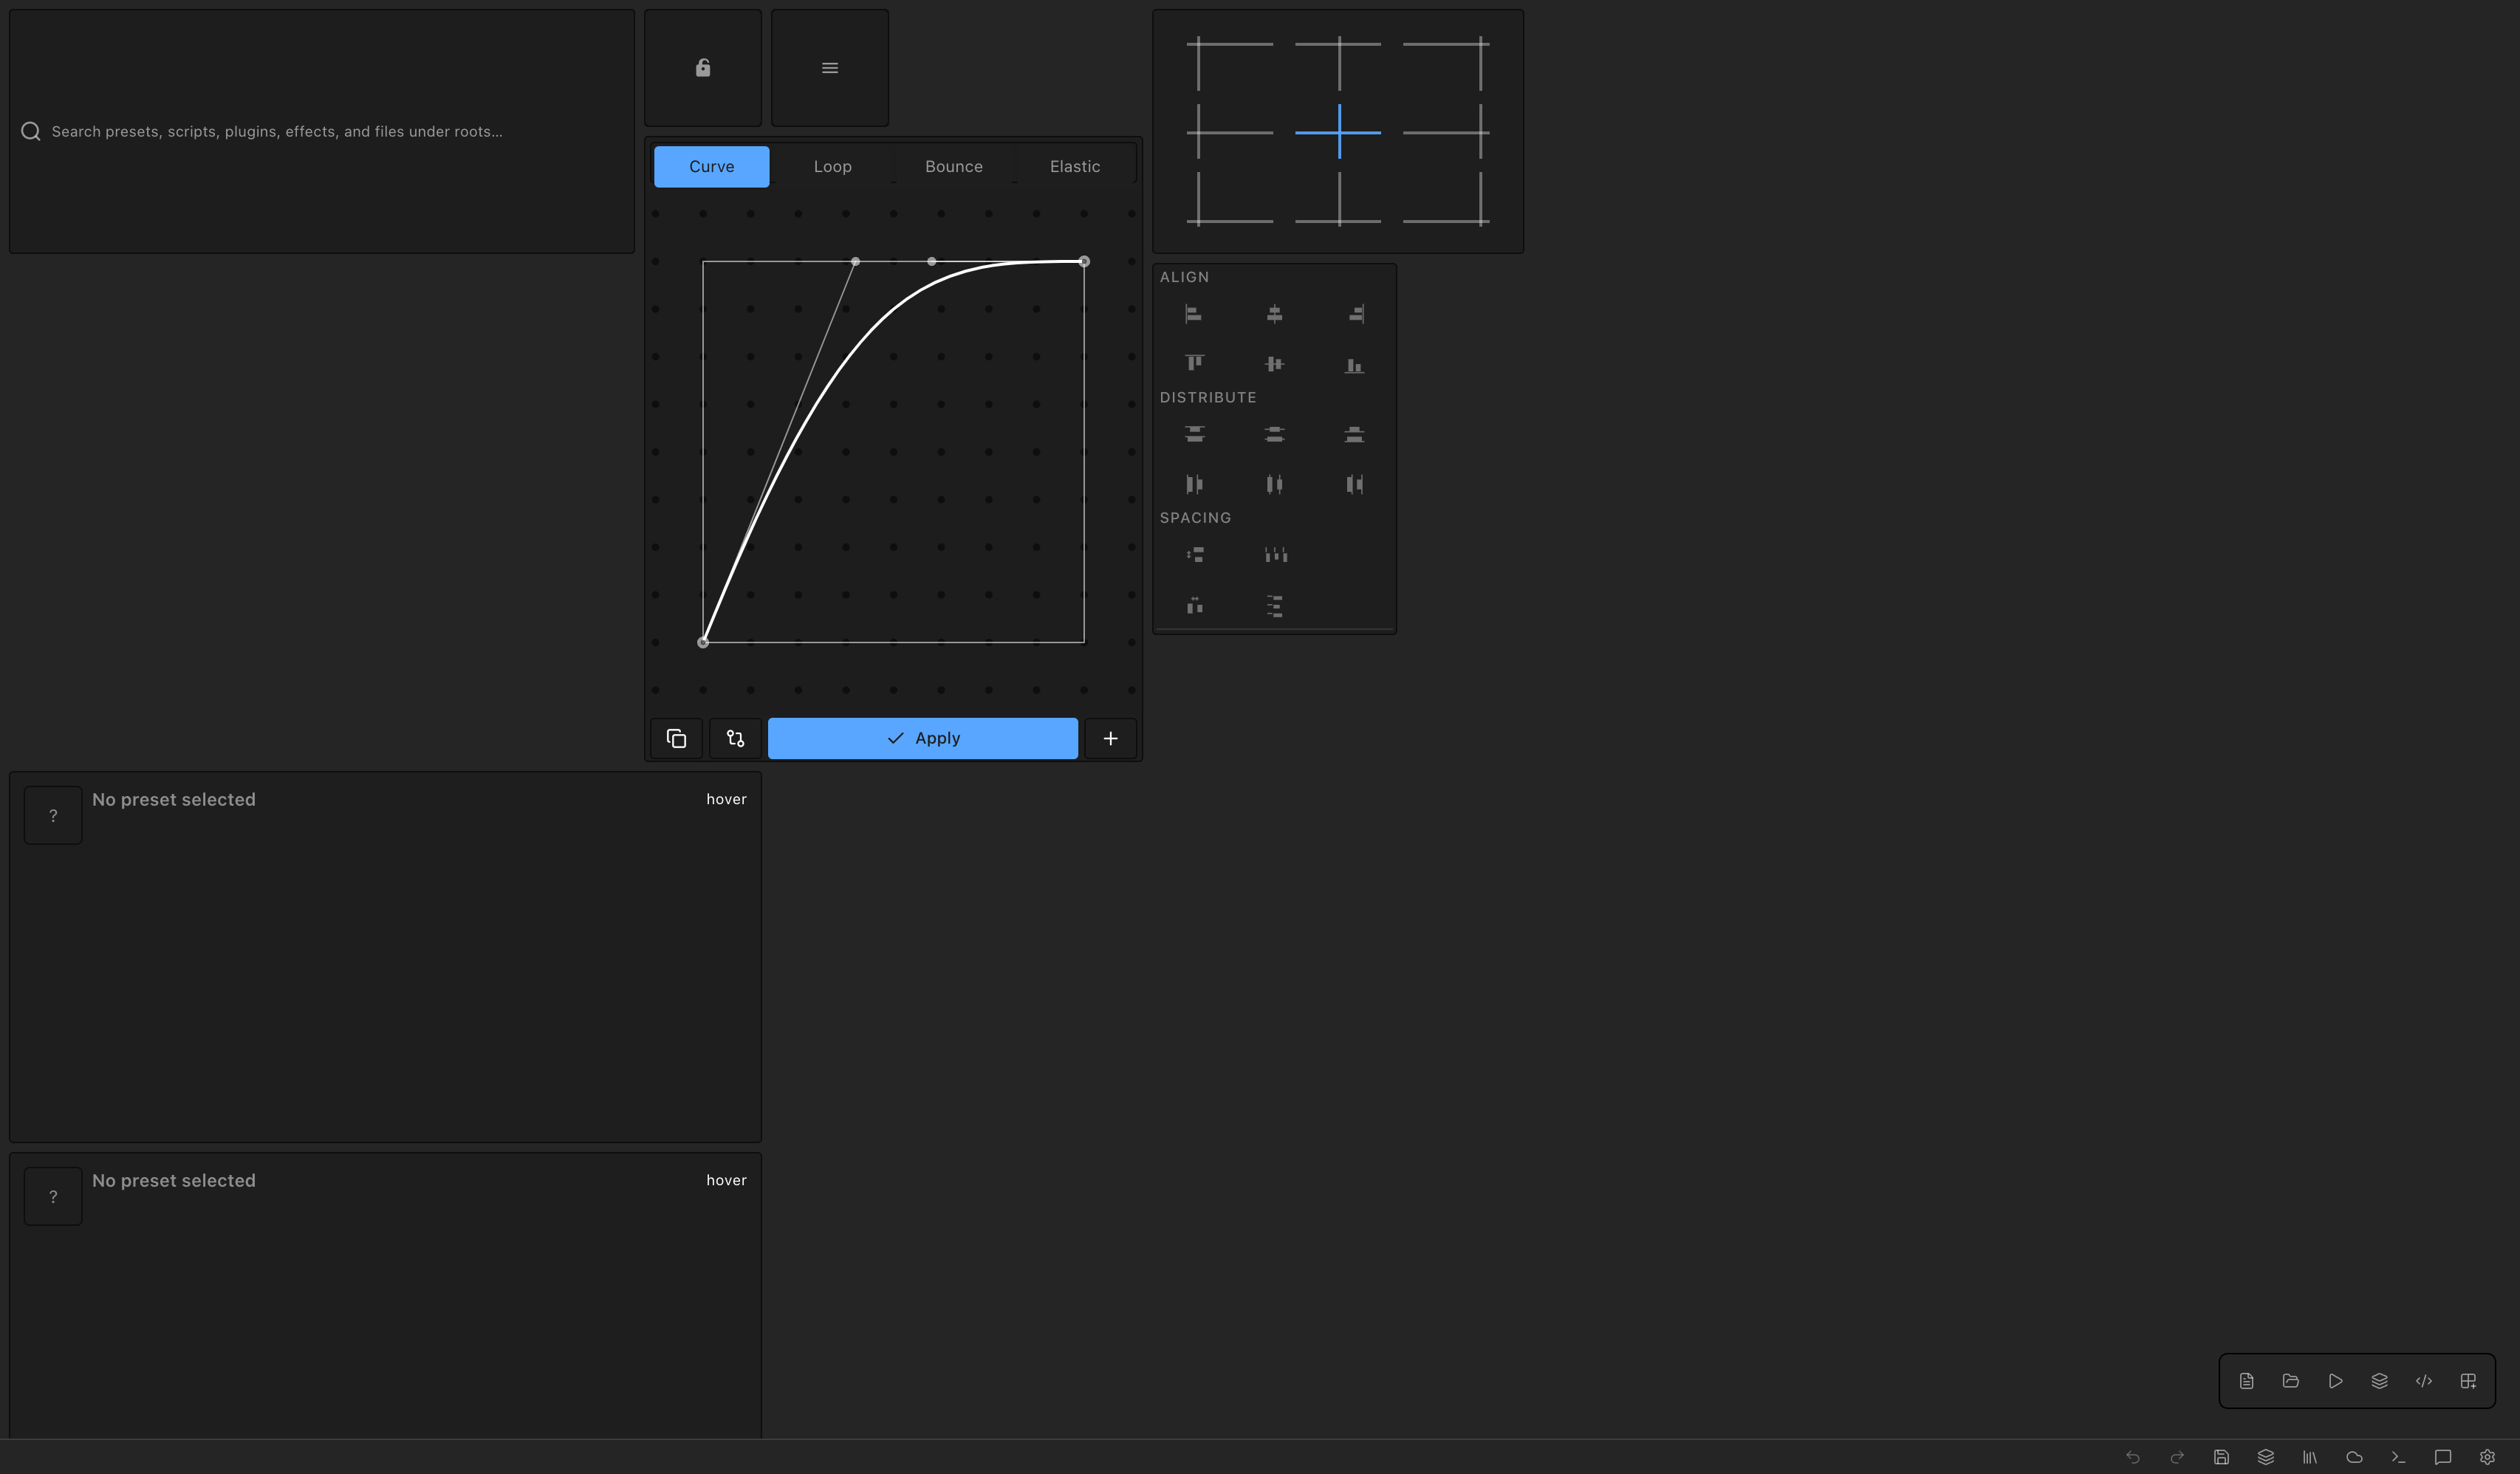 Search presets, scripts, plugins, effects, and files under roots...
Curve Loop Bounce Elastic
ALIGN
DISTRIBUTE
SPACING
Apply
? No preset selected hover
? No preset selected hover